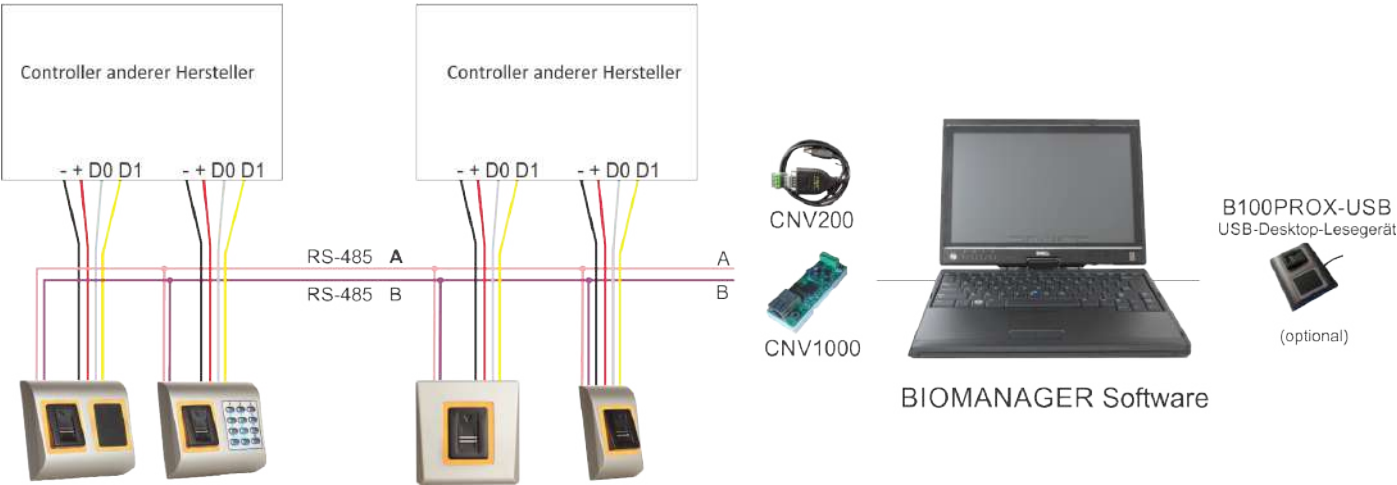 Controller anderer Hersteller
Controller anderer Hersteller
- + D0 D1
- + D0 D1
- + D0 D1
- + D0 D1
CNV200
B100PROX-USB
USB-Desktop-Lesegerät
RS-485 A
A
RS-485 B
B
DELL
CNV1000
(optional)
BIOMANAGER Software